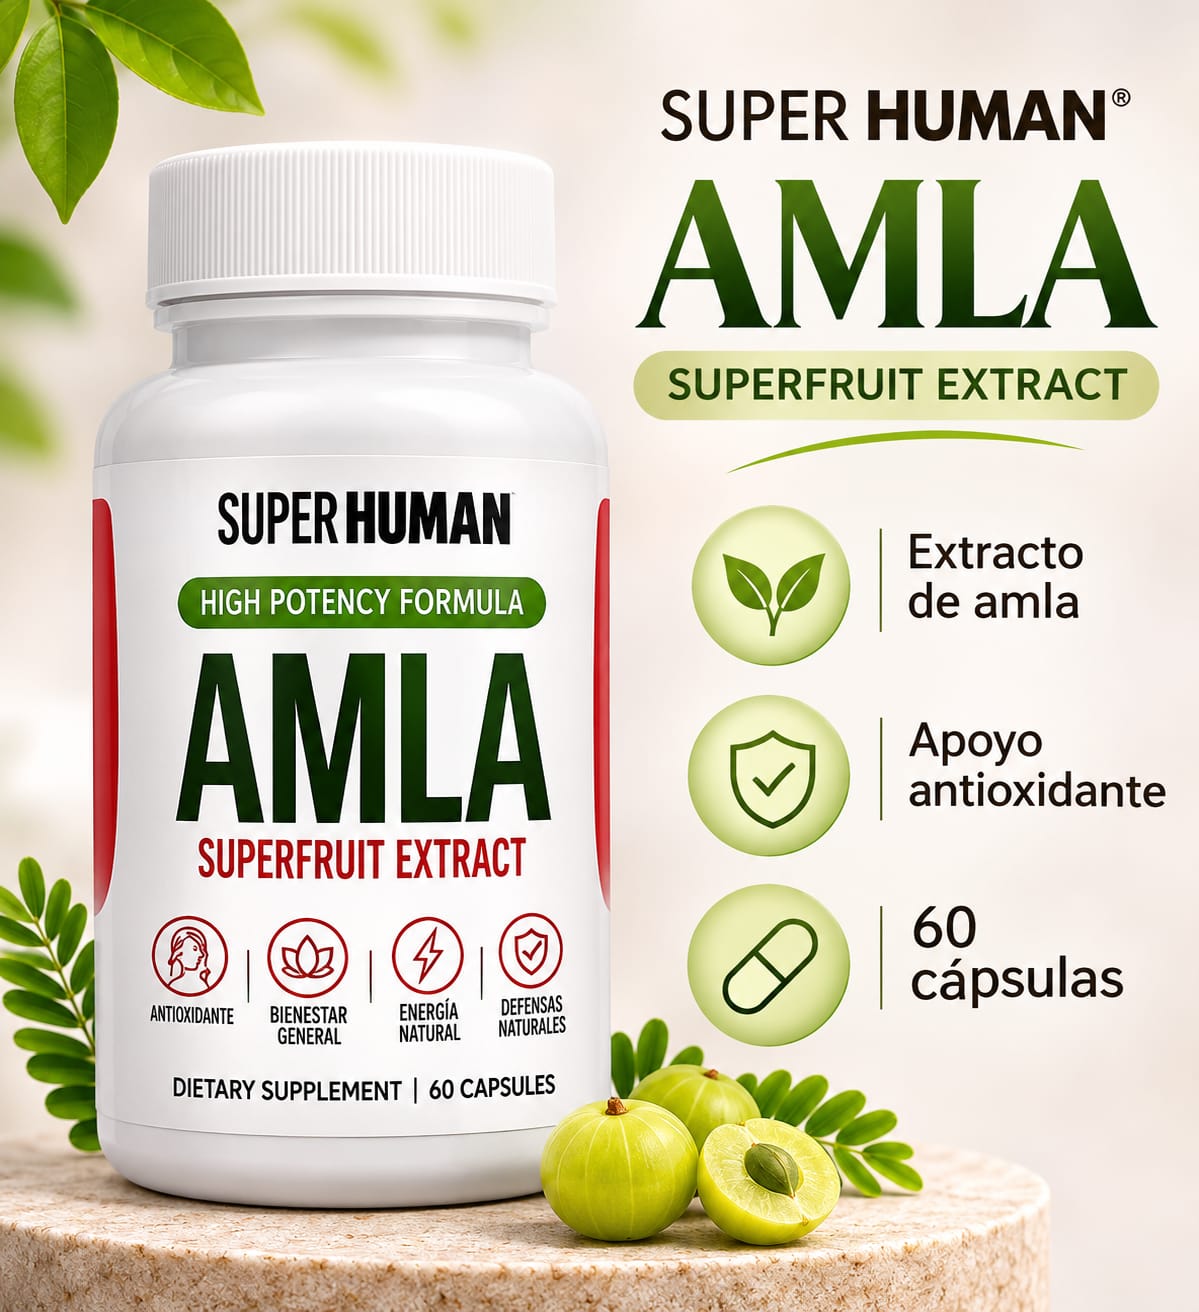 SUPER HUMAN®
AMLA
SUPERFRUIT EXTRACT
Extracto
de amla
Apoyo
antioxidante
60
cápsulas
SUPER HUMAN
HIGH POTENCY FORMULA
AMLA
SUPERFRUIT EXTRACT
ANTIOXIDANTE
BIENESTAR
GENERAL
ENERGÍA
NATURAL
DEFENSAS
NATURALES
DIETARY SUPPLEMENT | 60 CAPSULES